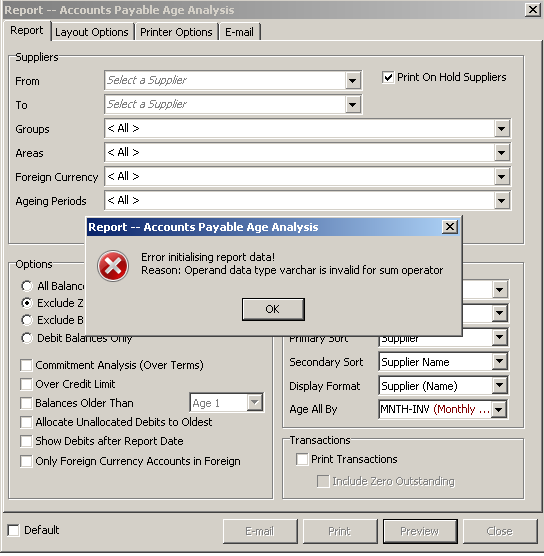 Report -- Accounts Payable Age Analysis
Report Layout Options Printer Options E-mail
Suppliers
From Select a Supplier Print On Hold Suppliers
To Select a Supplier
Groups < All >
Areas < All >
Foreign Currency < All >
Ageing Periods < All >
Report -- Accounts Payable Age Analysis
Error initialising report data!
Reason: Operand data type varchar is invalid for sum operator
OK
Options
All Balanc
Exclude Z
Exclude B
Debit Balances Only
Primary Sort Supplier
Secondary Sort Supplier Name
Display Format Supplier (Name)
Age All By MNTH-INV (Monthly ...
Commitment Analysis (Over Terms)
Over Credit Limit
Balances Older Than Age 1
Allocate Unallocated Debits to Oldest
Show Debits after Report Date
Only Foreign Currency Accounts in Foreign
Transactions
Print Transactions
Include Zero Outstanding
Default E-mail Print Preview Close